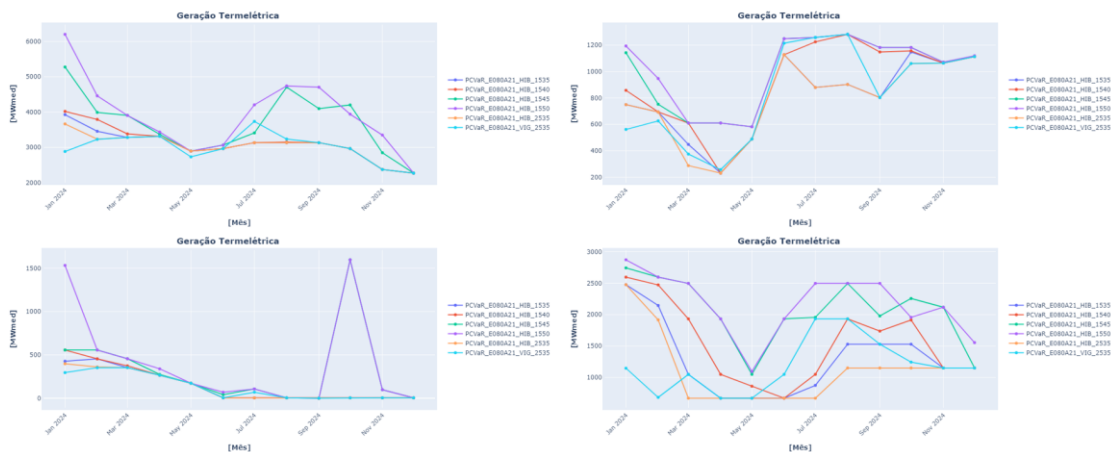 Geração Termelétrica
[MWmed]
6000
5000
4000
3000
2000
Jan 2024
Mar 2024
May 2024
Jul 2024
Sep 2024
Nov 2024
[Mês]
PCVaR_E080A21_HIB_1535
PCVaR_E080A21_HIB_1540
PCVaR_E080A21_HIB_1545
PCVaR_E080A21_HIB_1550
PCVaR_E080A21_HIB_2535
PCVaR_E080A21_VIG_2535
Geração Termelétrica
[MWmed]
1200
1000
800
600
400
200
Jan 2024
Mar 2024
May 2024
Jul 2024
Sep 2024
Nov 2024
[Mês]
PCVaR_E080A21_HIB_1535
PCVaR_E080A21_HIB_1540
PCVaR_E080A21_HIB_1545
PCVaR_E080A21_HIB_1550
PCVaR_E080A21_HIB_2535
PCVaR_E080A21_VIG_2535
Geração Termelétrica
[MWmed]
1500
1000
500
0
Jan 2024
Mar 2024
May 2024
Jul 2024
Sep 2024
Nov 2024
[Mês]
PCVaR_E080A21_HIB_1535
PCVaR_E080A21_HIB_1540
PCVaR_E080A21_HIB_1545
PCVaR_E080A21_HIB_1550
PCVaR_E080A21_HIB_2535
PCVaR_E080A21_VIG_2535
Geração Termelétrica
[MWmed]
3000
2500
2000
1500
1000
Jan 2024
Mar 2024
May 2024
Jul 2024
Sep 2024
Nov 2024
[Mês]
PCVaR_E080A21_HIB_1535
PCVaR_E080A21_HIB_1540
PCVaR_E080A21_HIB_1545
PCVaR_E080A21_HIB_1550
PCVaR_E080A21_HIB_2535
PCVaR_E080A21_VIG_2535